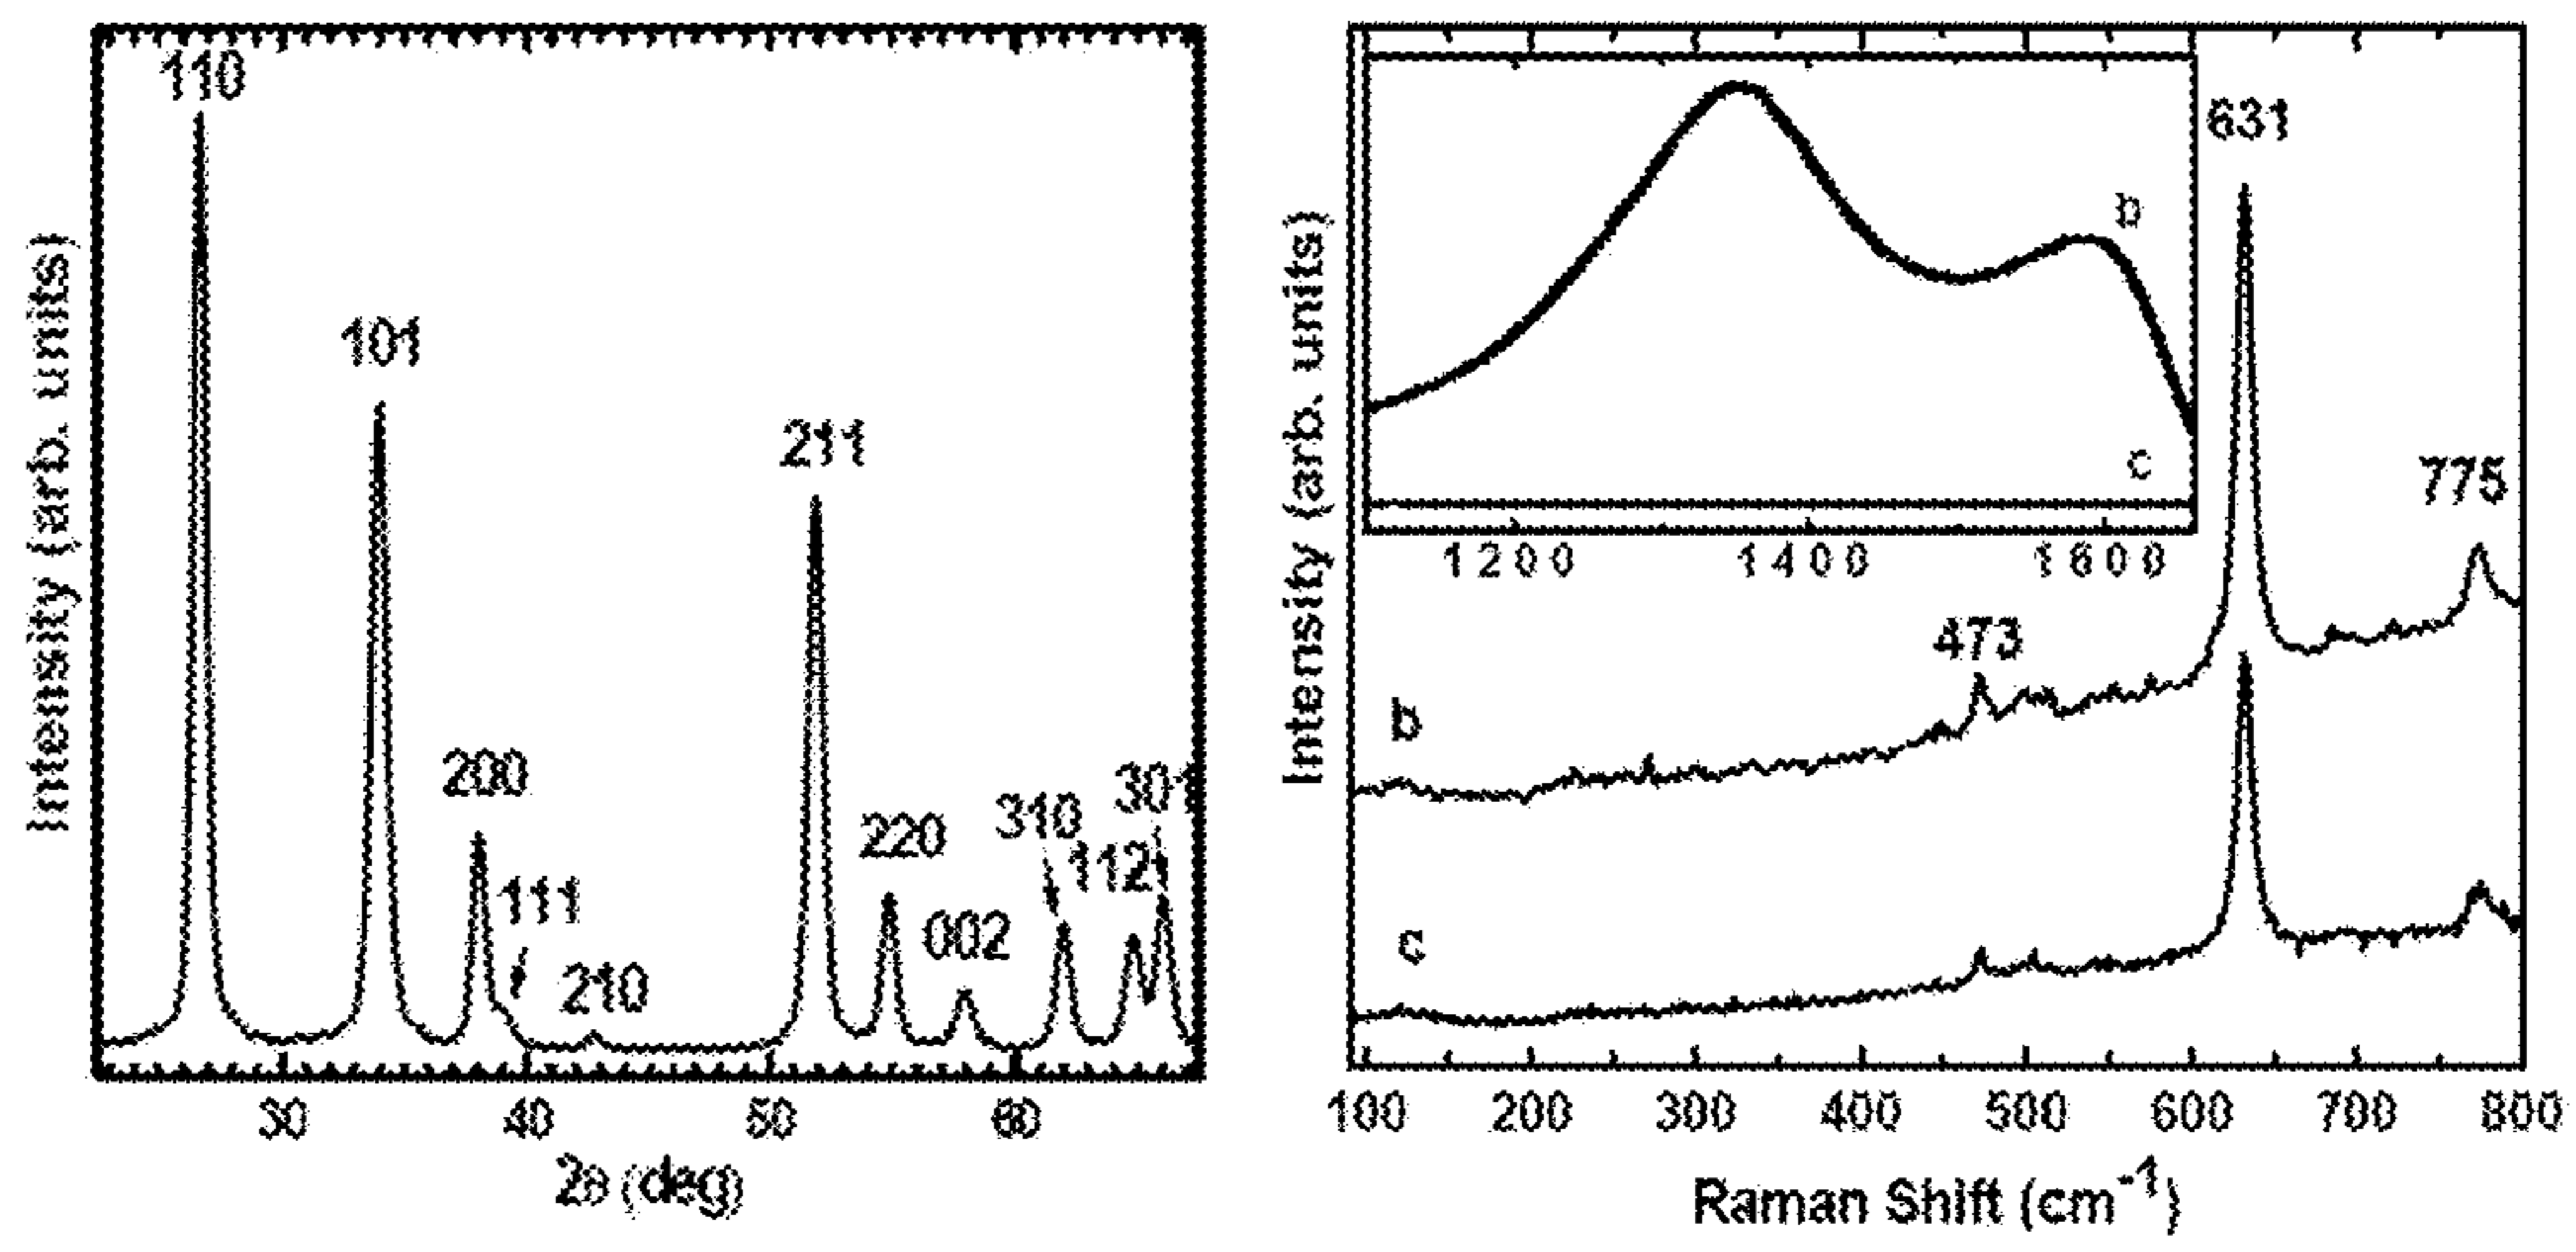 Intensity (arb. units)
110
101
200
111
210
211
220
002
310
112
301
30 40 50 60
2θ (deg)
Intensity (arb. units)
b
c
1200 1400 1600
631
775
473
b
c
100 200 300 400 500 600 700 800
Raman Shift (cm⁻¹)